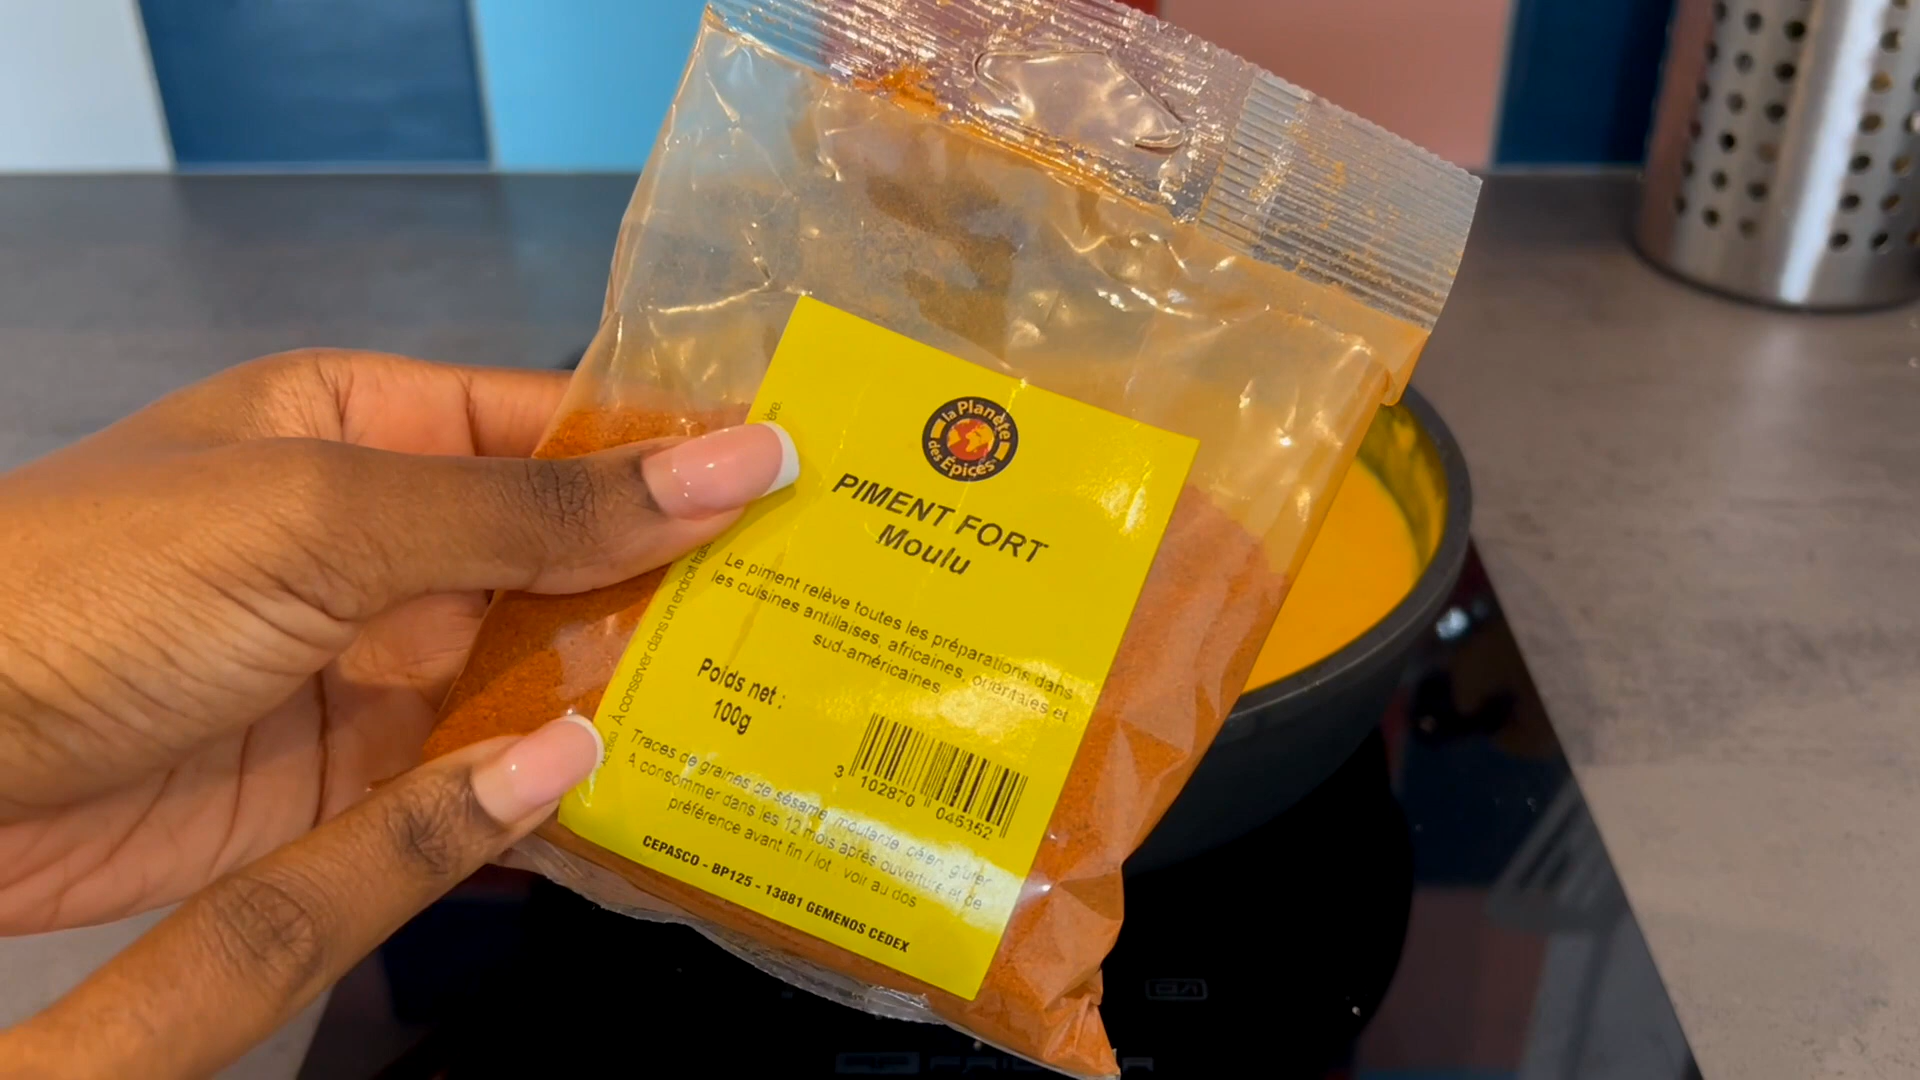 la Planète
des Épices
PIMENT FORT
Moulu
Le piment relève toutes les préparations dans
les cuisines antillaises, africaines, orientales et
sud-américaines
Poids net :
100g
3 102870 046352
Traces de graines de sésame, moutarde, céleri, gluten
A consommer dans les 12 mois après ouverture et de
préférence avant fin / lot : voir au dos
CEPASCO - BP125 - 13881 GEMENOS CEDEX
À conserver dans un endroit frais